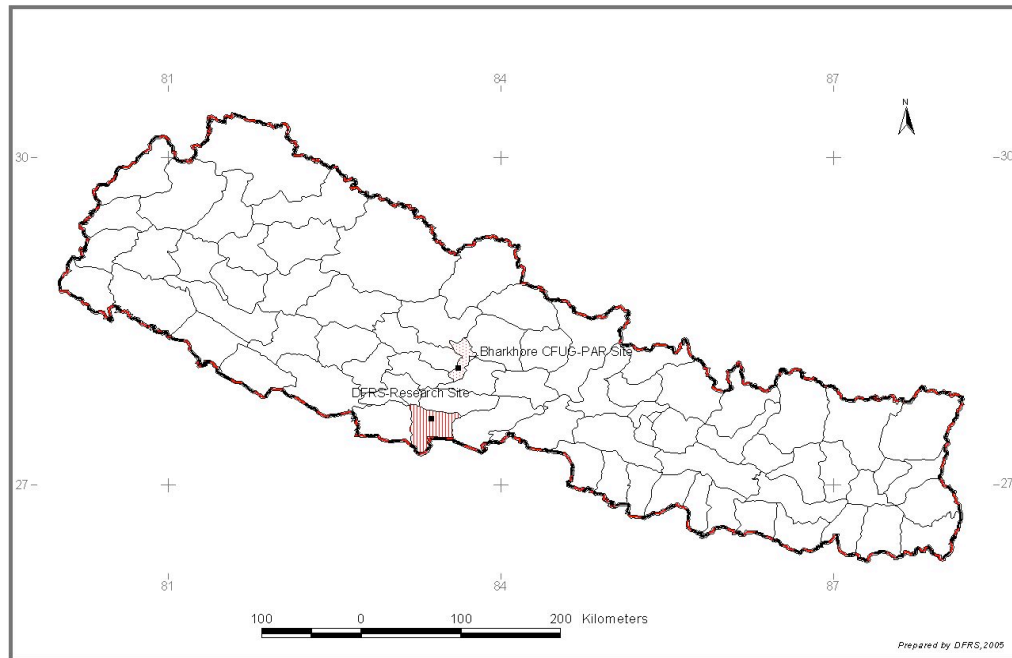 81 84 87
N
30 30
Bharkhore CFUG-PAR Site
DFRS-Research Site
27 27
81 84 87
100 0 100 200 Kilometers
Prepared by DFRS,2005